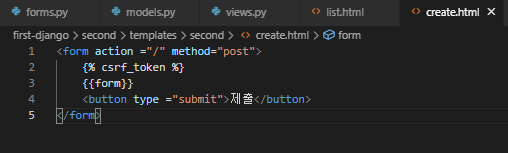 forms.py models.py views.py <> list.html <> create.html ×
first-django > second > templates > second > <> create.html > form
1 <form action ="/" method="post">
2 {% csrf_token %}
3 {{form}}
4 <button type ="submit">제출</button>
5 </form>